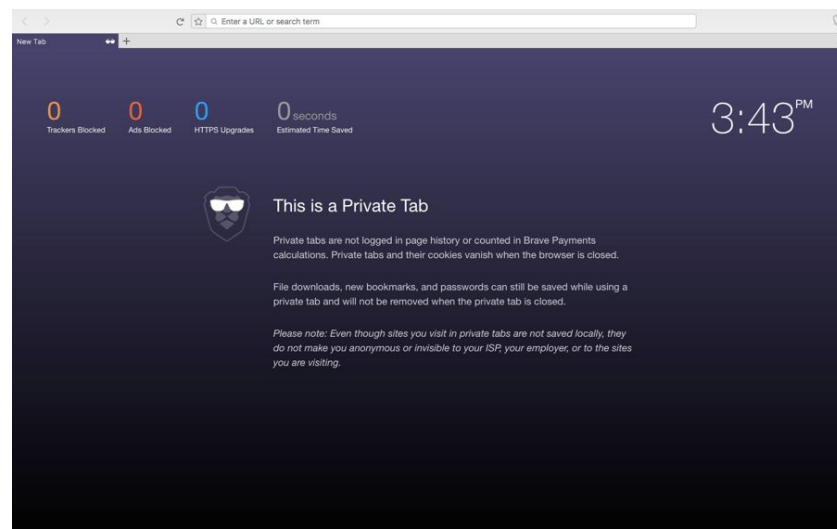 Enter a URL or search term
New Tab
0 0 0 0 seconds
Trackers Blocked Ads Blocked HTTPS Upgrades Estimated Time Saved
3:43 PM
This is a Private Tab
Private tabs are not logged in page history or counted in Brave Payments
calculations. Private tabs and their cookies vanish when the browser is closed.
File downloads, new bookmarks, and passwords can still be saved while using a
private tab and will not be removed when the private tab is closed.
Please note: Even though sites you visit in private tabs are not saved locally, they
do not make you anonymous or invisible to your ISP, your employer, or to the sites
you are visiting.